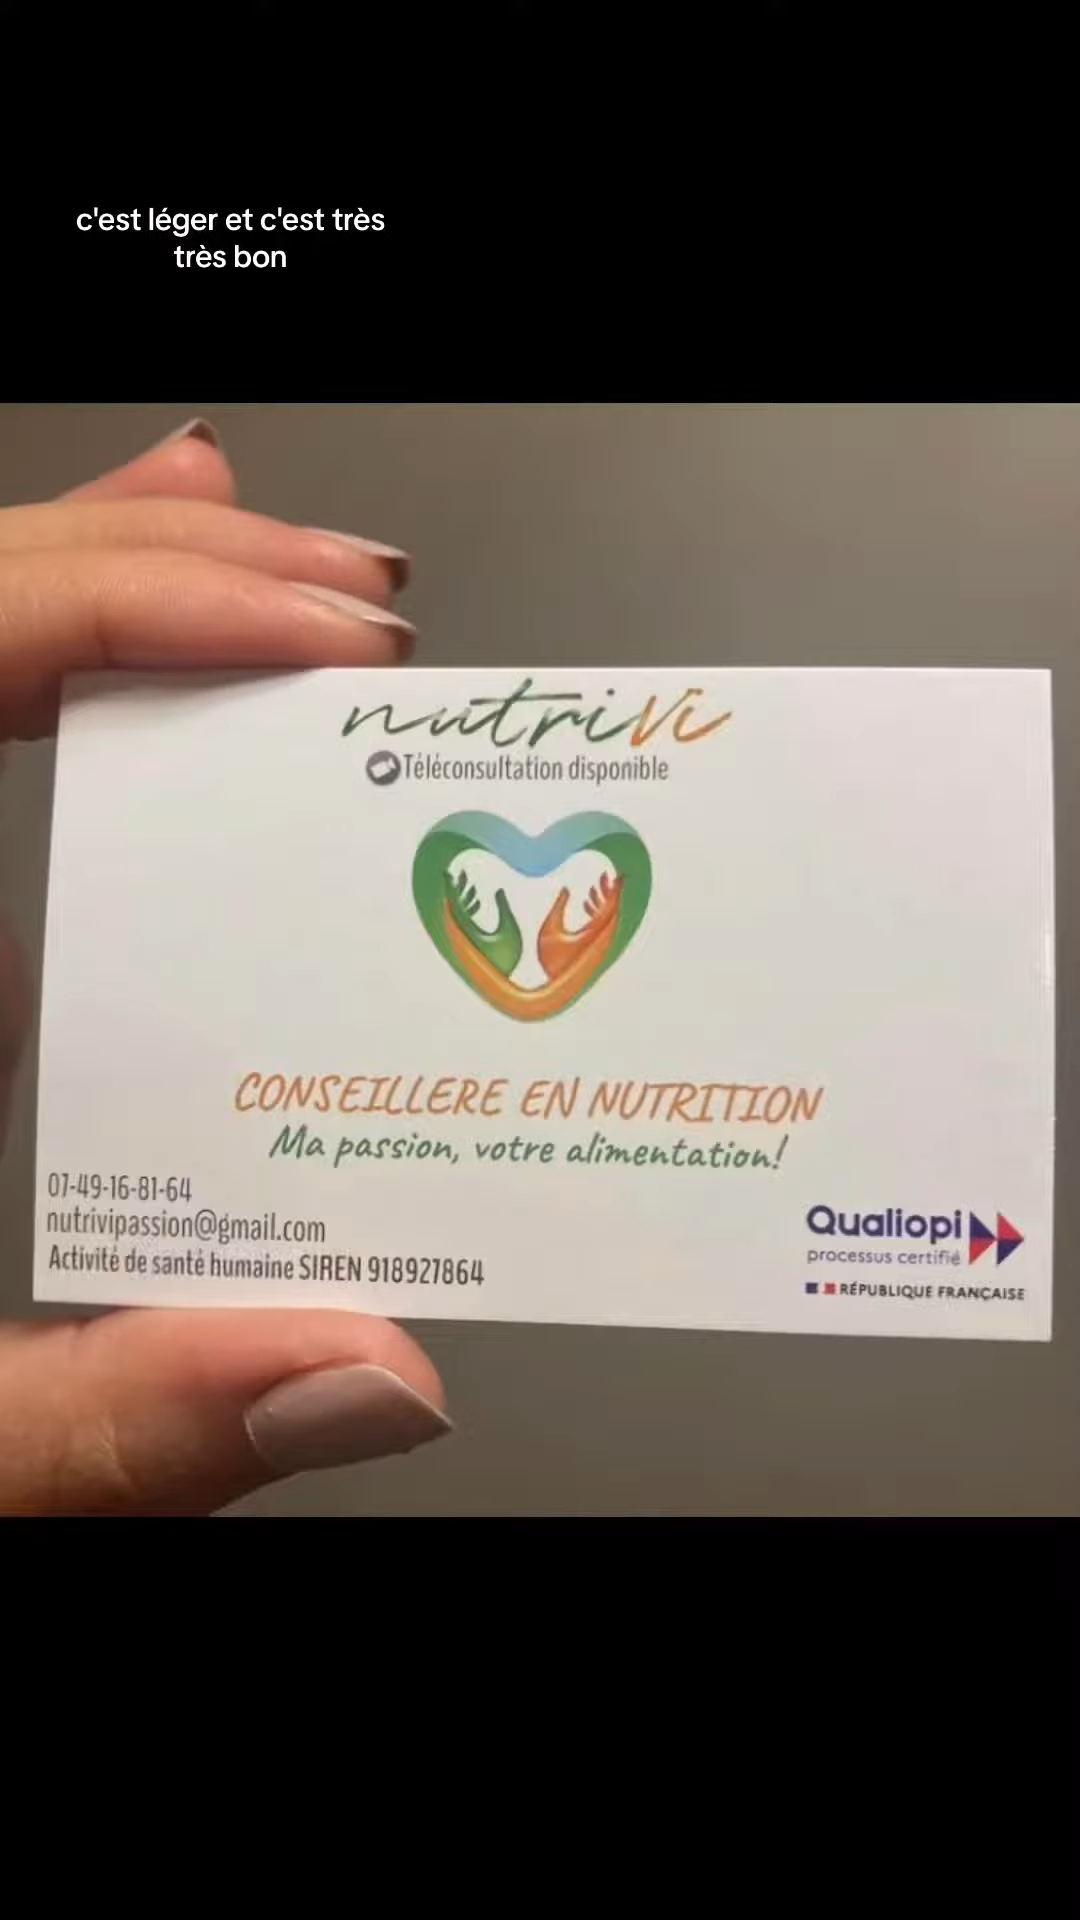 c'est léger et c'est très
très bon
nutrivi
Téléconsultation disponible
CONSEILLERE EN NUTRITION
Ma passion, votre alimentation!
07-49-16-81-64
nutrivipassion@gmail.com
Activité de santé humaine SIREN 918927864
Qualiopi
processus certifié
RÉPUBLIQUE FRANÇAISE